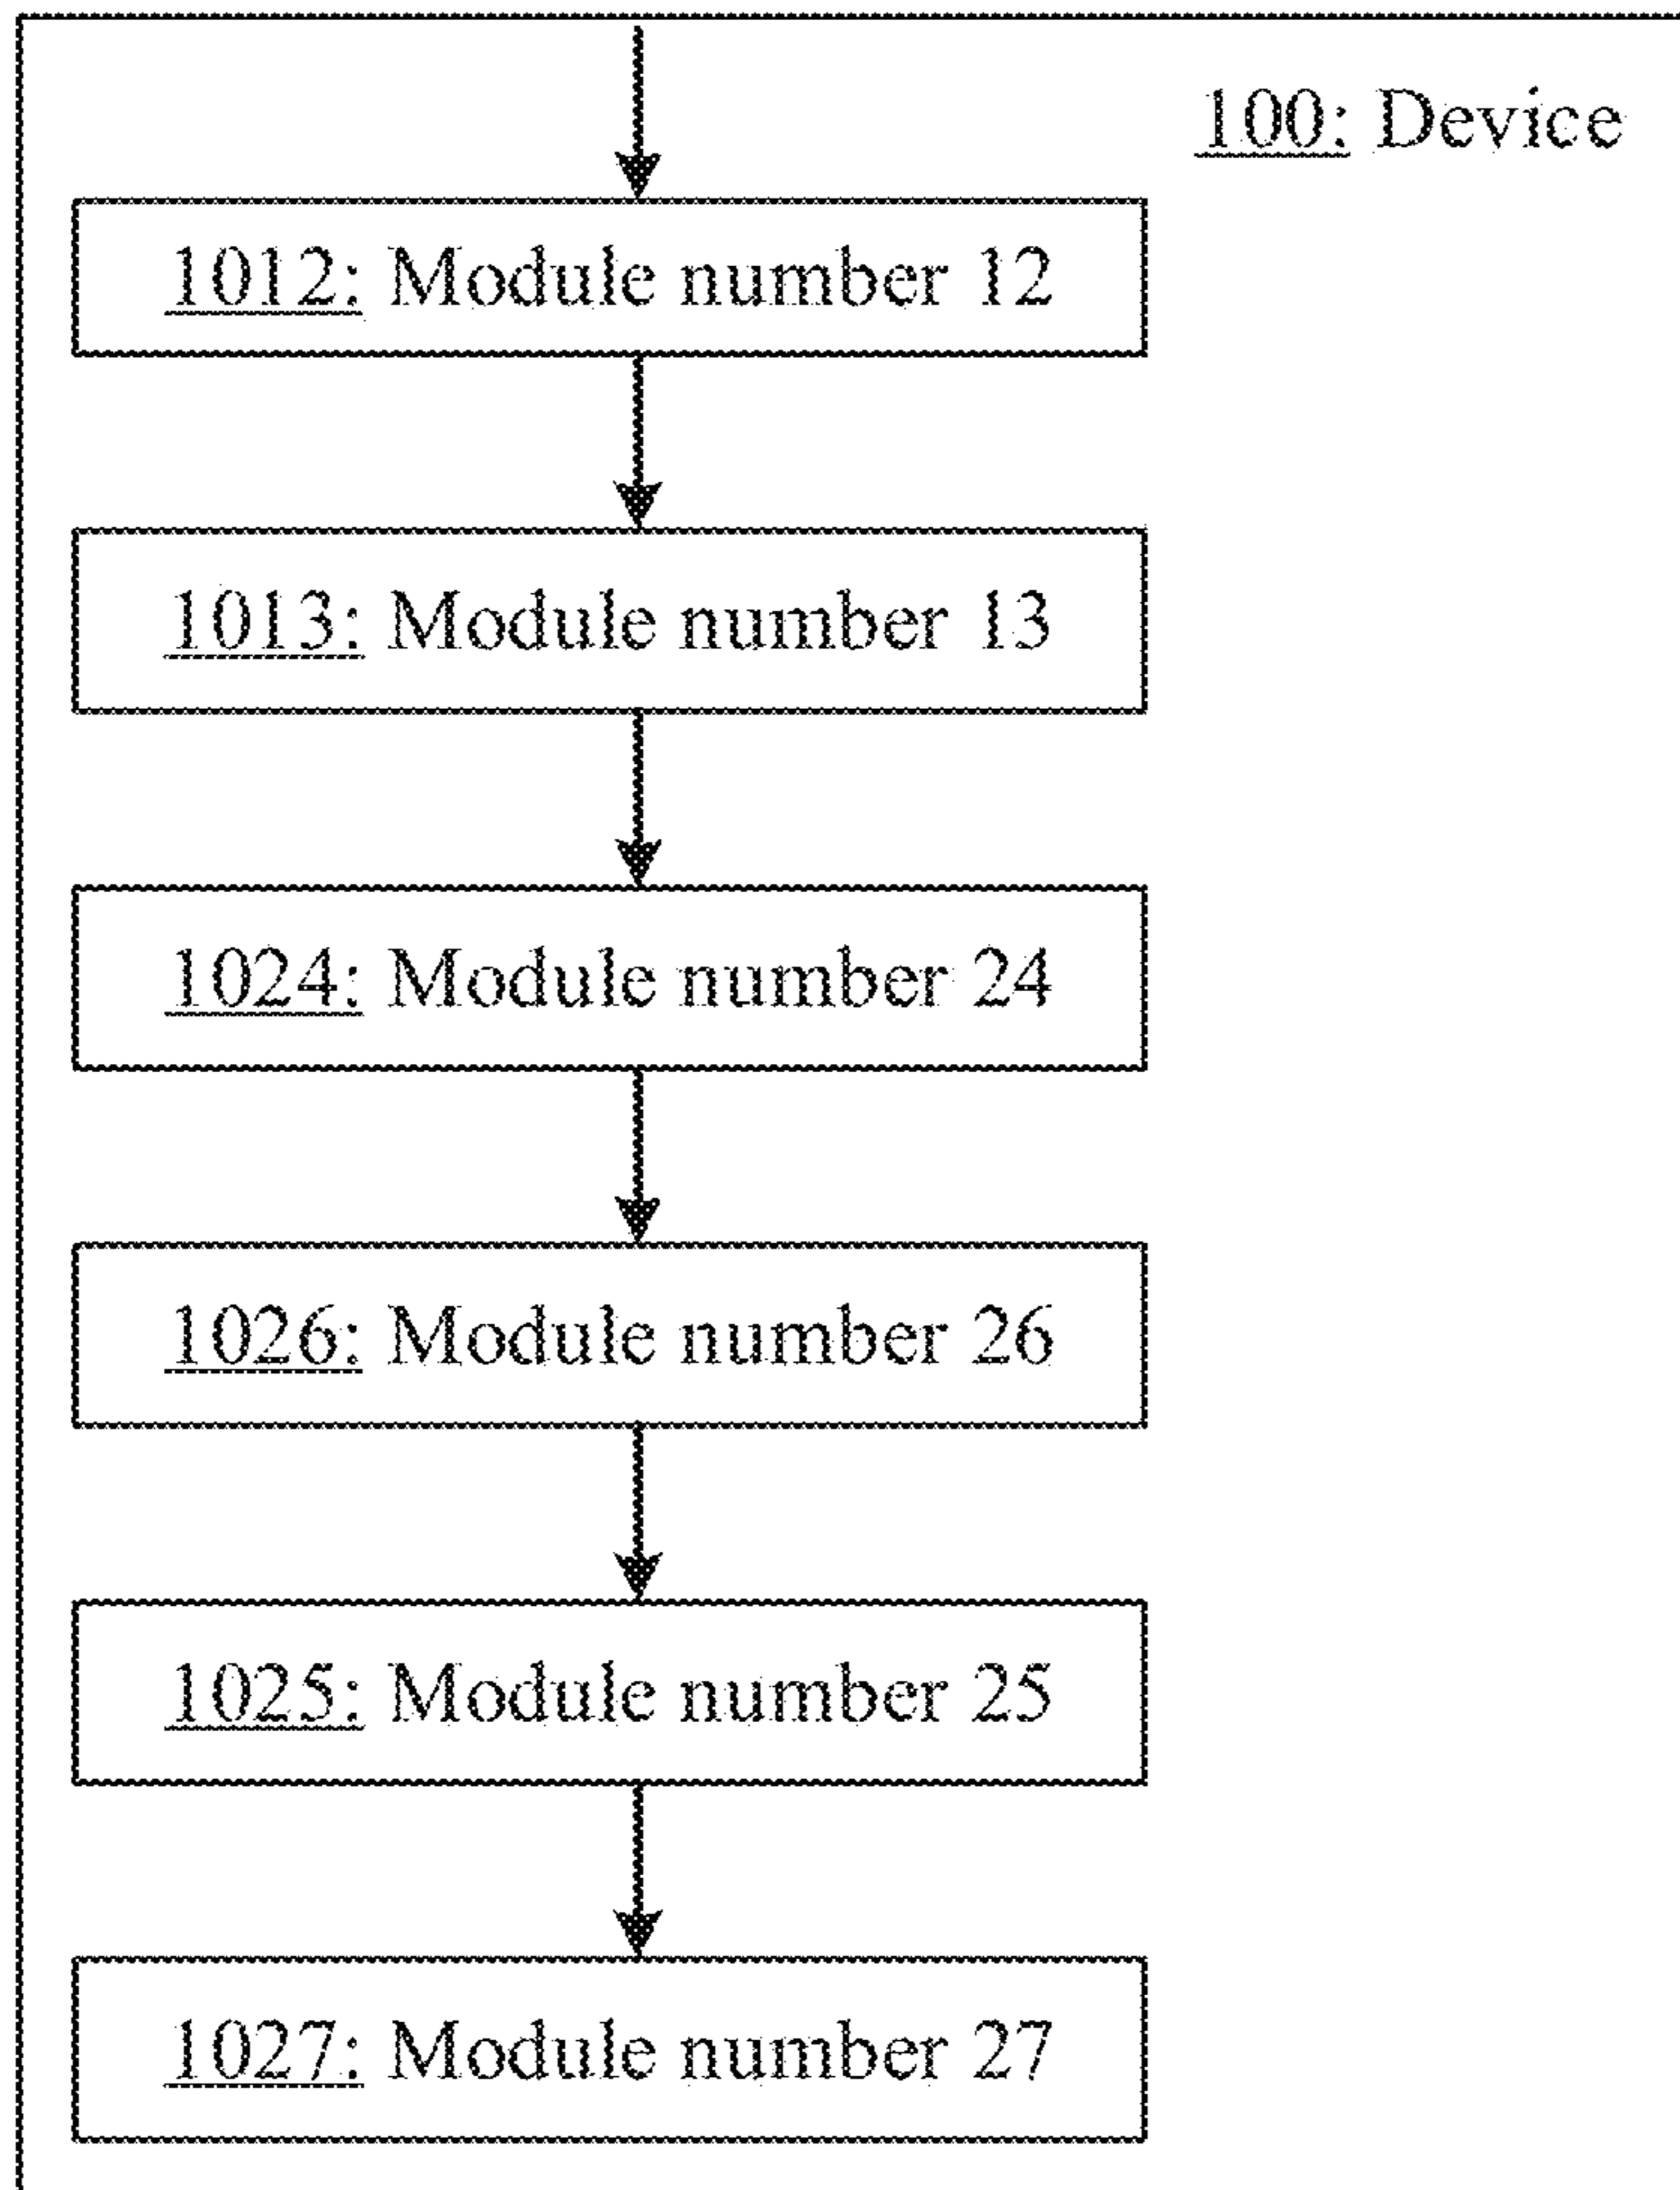 100: Device
1012: Module number 12
1013: Module number 13
1024: Module number 24
1026: Module number 26
1025: Module number 25
1027: Module number 27